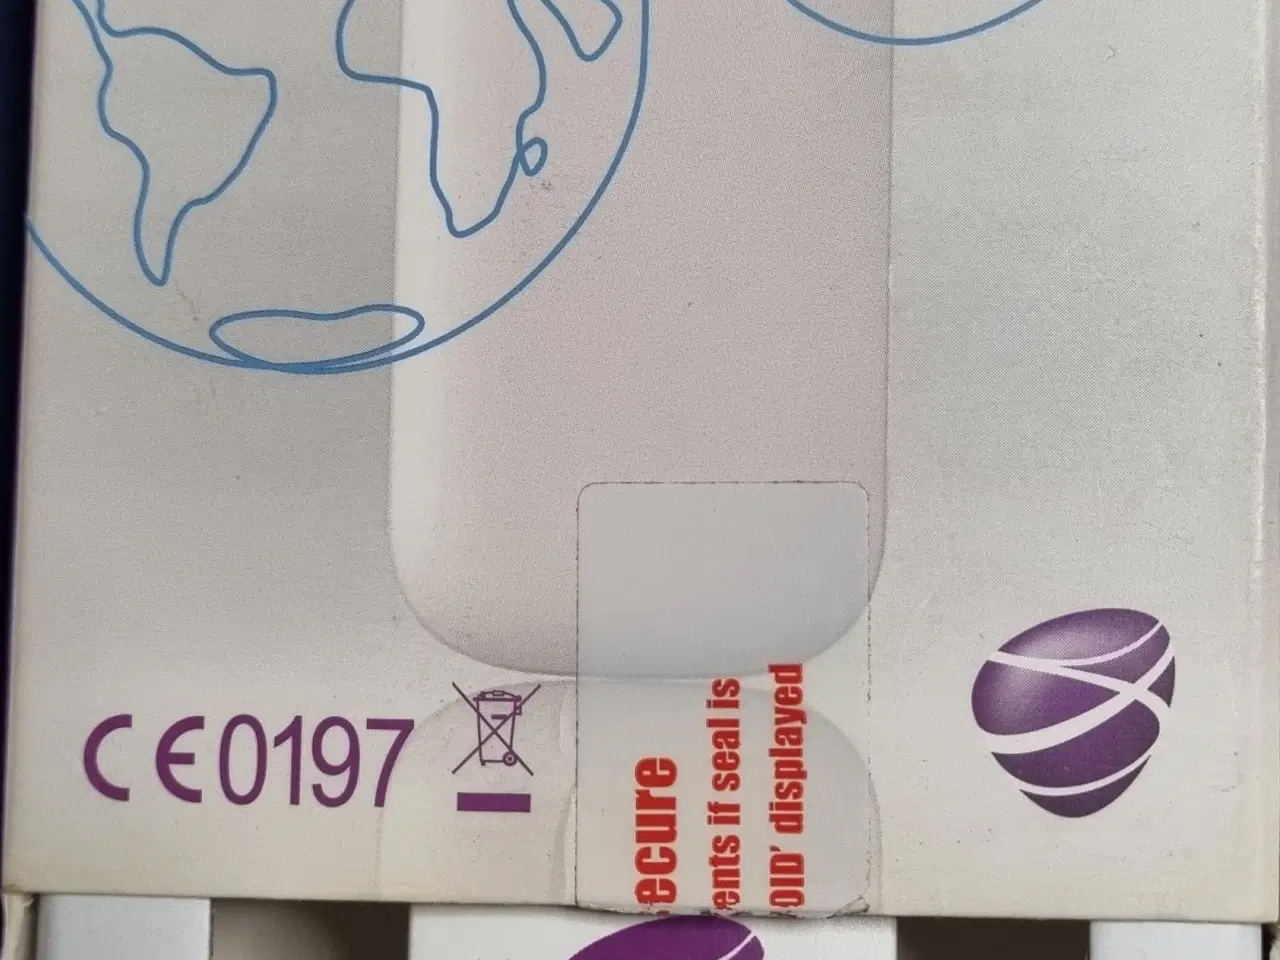 CE0197
ecure
ents if seal is
OID' displayed